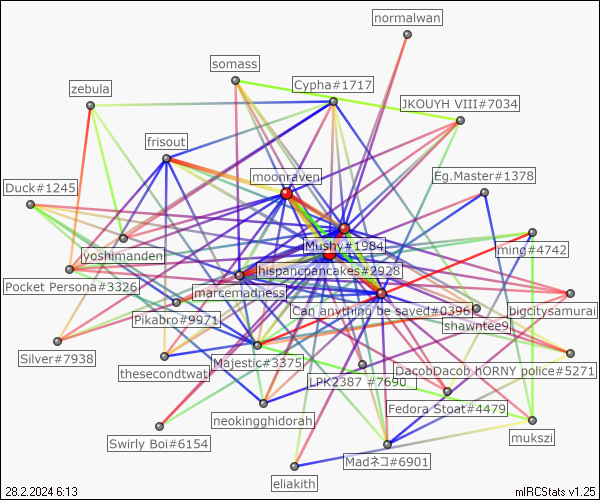 normalwan
somass
Cypha#1717
zebula
JKOUYH VIII#7034
frisout
moonraven
Eg.Master#1378
Duck#1245
Mushy#1984
ming#4742
yoshimanden
hispancpancakes#2928
Pocket Persona#3326
marcemadness
bigcitysamurai
Can anything be saved#0396
Pikabro#9971
shawntee9
Silver#7938
Majestic#3375
thesecondtwat
DacobDacob hORNY police#5271
LPK2387 #7690
Fedora Stoat#4479
neokingghidorah
mukszi
Swirly Boi#6154
Madネコ#6901
eliakith
28.2.2024 6:13
mIRCStats v1.25